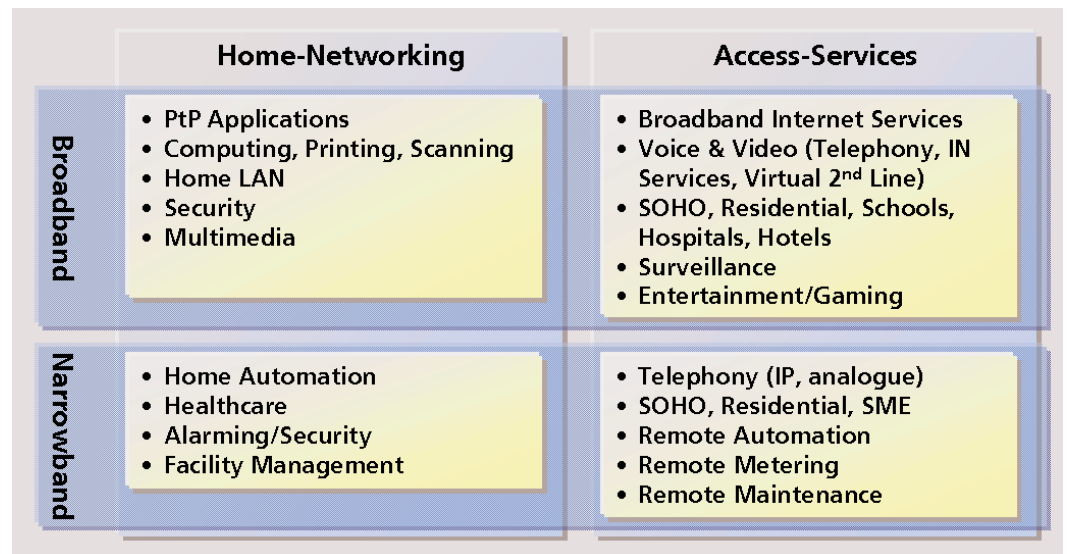 Home-Networking
Access-Services
Broadband
• PtP Applications
• Computing, Printing, Scanning
• Home LAN
• Security
• Multimedia
• Broadband Internet Services
• Voice & Video (Telephony, IN
Services, Virtual 2nd Line)
• SOHO, Residential, Schools,
Hospitals, Hotels
• Surveillance
• Entertainment/Gaming
Narrowband
• Home Automation
• Healthcare
• Alarming/Security
• Facility Management
• Telephony (IP, analogue)
• SOHO, Residential, SME
• Remote Automation
• Remote Metering
• Remote Maintenance